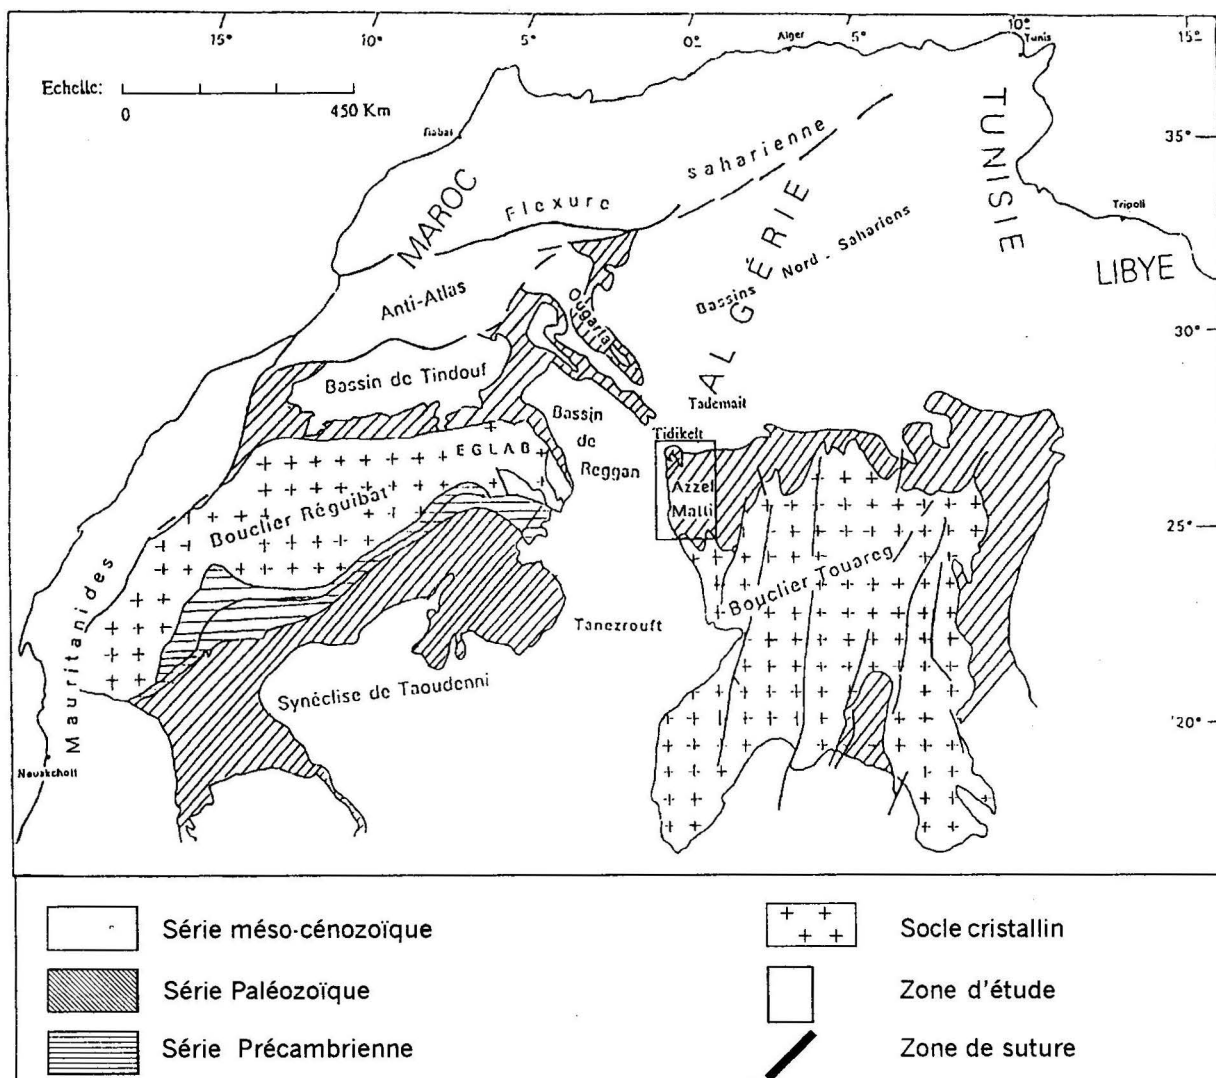 15° 10° 5° 0° 5° 10° 15°
Alger
Tunis
Echelle:
0 450 Km
Rabat
35°
TUNISIE
MAROC
Flexure saharienne
ALGÉRIE
Bassins Nord - Sahariens
Tripoli
LIBYE
Anti-Atlas
Ougarta
30°
Bassin de Tindouf
Tademait
Bassin
de
Reggan
Tidikelt
EGLAB
Azzel
Matti
Bouclier Réguibat
25°
Bouclier Touareg
Mauritanides
Tanezrouft
Synéclise de Taoudenni
20°
Nouakchott
Série méso-cénozoïque
Série Paléozoïque
Série Précambrienne
Socle cristallin
Zone d'étude
Zone de suture